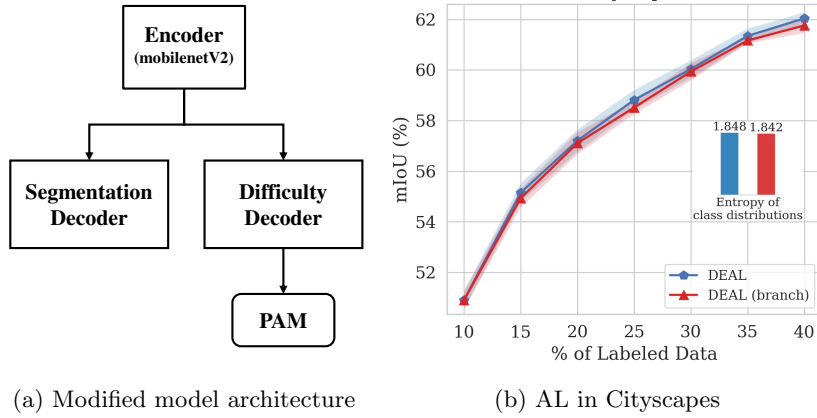 Encoder
(mobilenetV2)
Segmentation
Decoder
Difficulty
Decoder
PAM
(a) Modified model architecture
mIoU (%)
62
60
58
56
54
52
10 15 20 25 30 35 40
% of Labeled Data
1.848 1.842
Entropy of
class distributions
DEAL
DEAL (branch)
(b) AL in Cityscapes